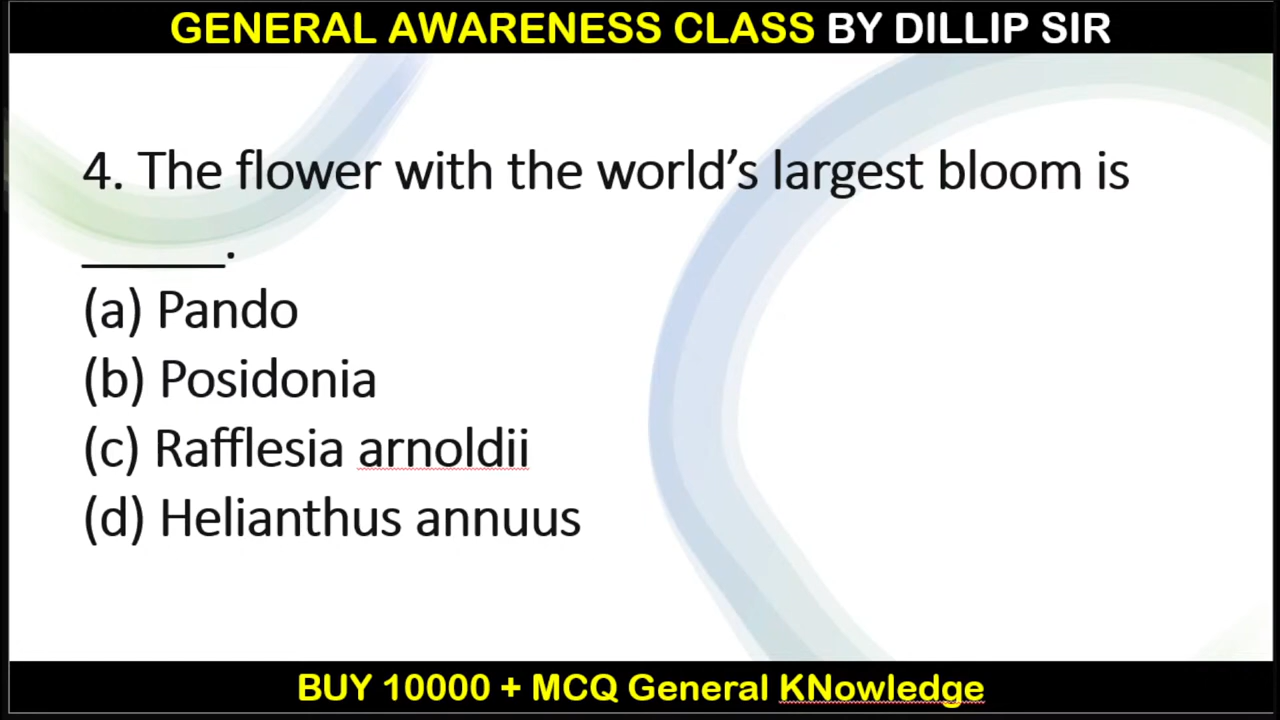 GENERAL AWARENESS CLASS BY DILLIP SIR
4. The flower with the world’s largest bloom is
_____.
(a) Pando
(b) Posidonia
(c) Rafflesia arnoldii
(d) Helianthus annuus
BUY 10000 + MCQ General KNowledge